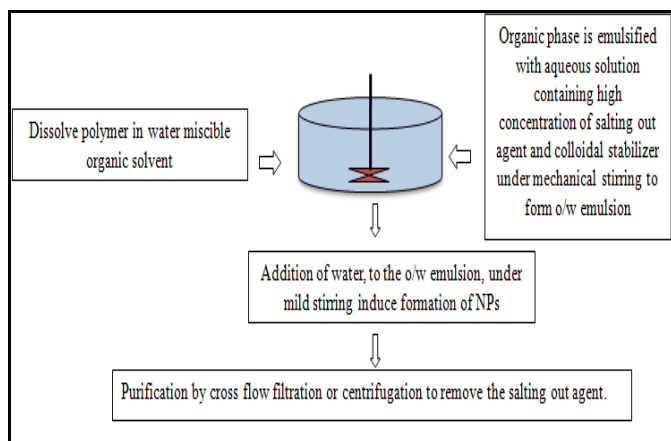 Dissolve polymer in water miscible
organic solvent
Organic phase is emulsified
with aqueous solution
containing high
concentration of salting out
agent and colloidal stabilizer
under mechanical stirring to
form o/w emulsion
Addition of water, to the o/w emulsion, under
mild stirring induce formation of NPs
Purification by cross flow filtration or centrifugation to remove the salting out agent.